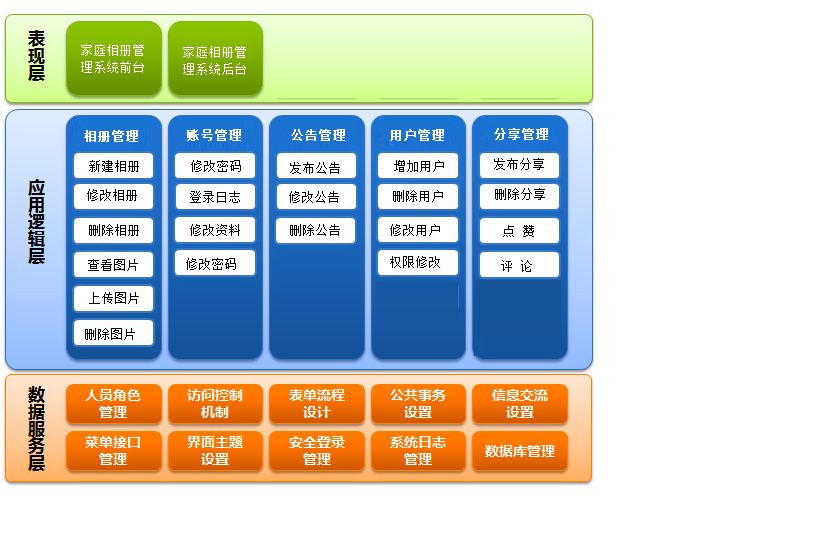 表现层
家庭相册管
理系统前台
家庭相册管
理系统后台
应用逻辑层
相册管理
新建相册
修改相册
删除相册
查看图片
上传图片
删除图片
账号管理
修改密码
登录日志
修改资料
修改密码
公告管理
发布公告
修改公告
删除公告
用户管理
增加用户
删除用户
修改用户
权限修改
分享管理
发布分享
删除分享
点 赞
评 论
数据服务层
人员角色
管理
访问控制
机制
表单流程
设计
公共事务
设置
信息交流
设置
菜单接口
管理
界面主题
设置
安全登录
管理
系统日志
管理
数据库管理